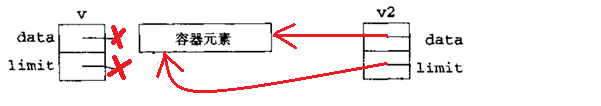 v
v2
data
容器元素
data
limit
limit